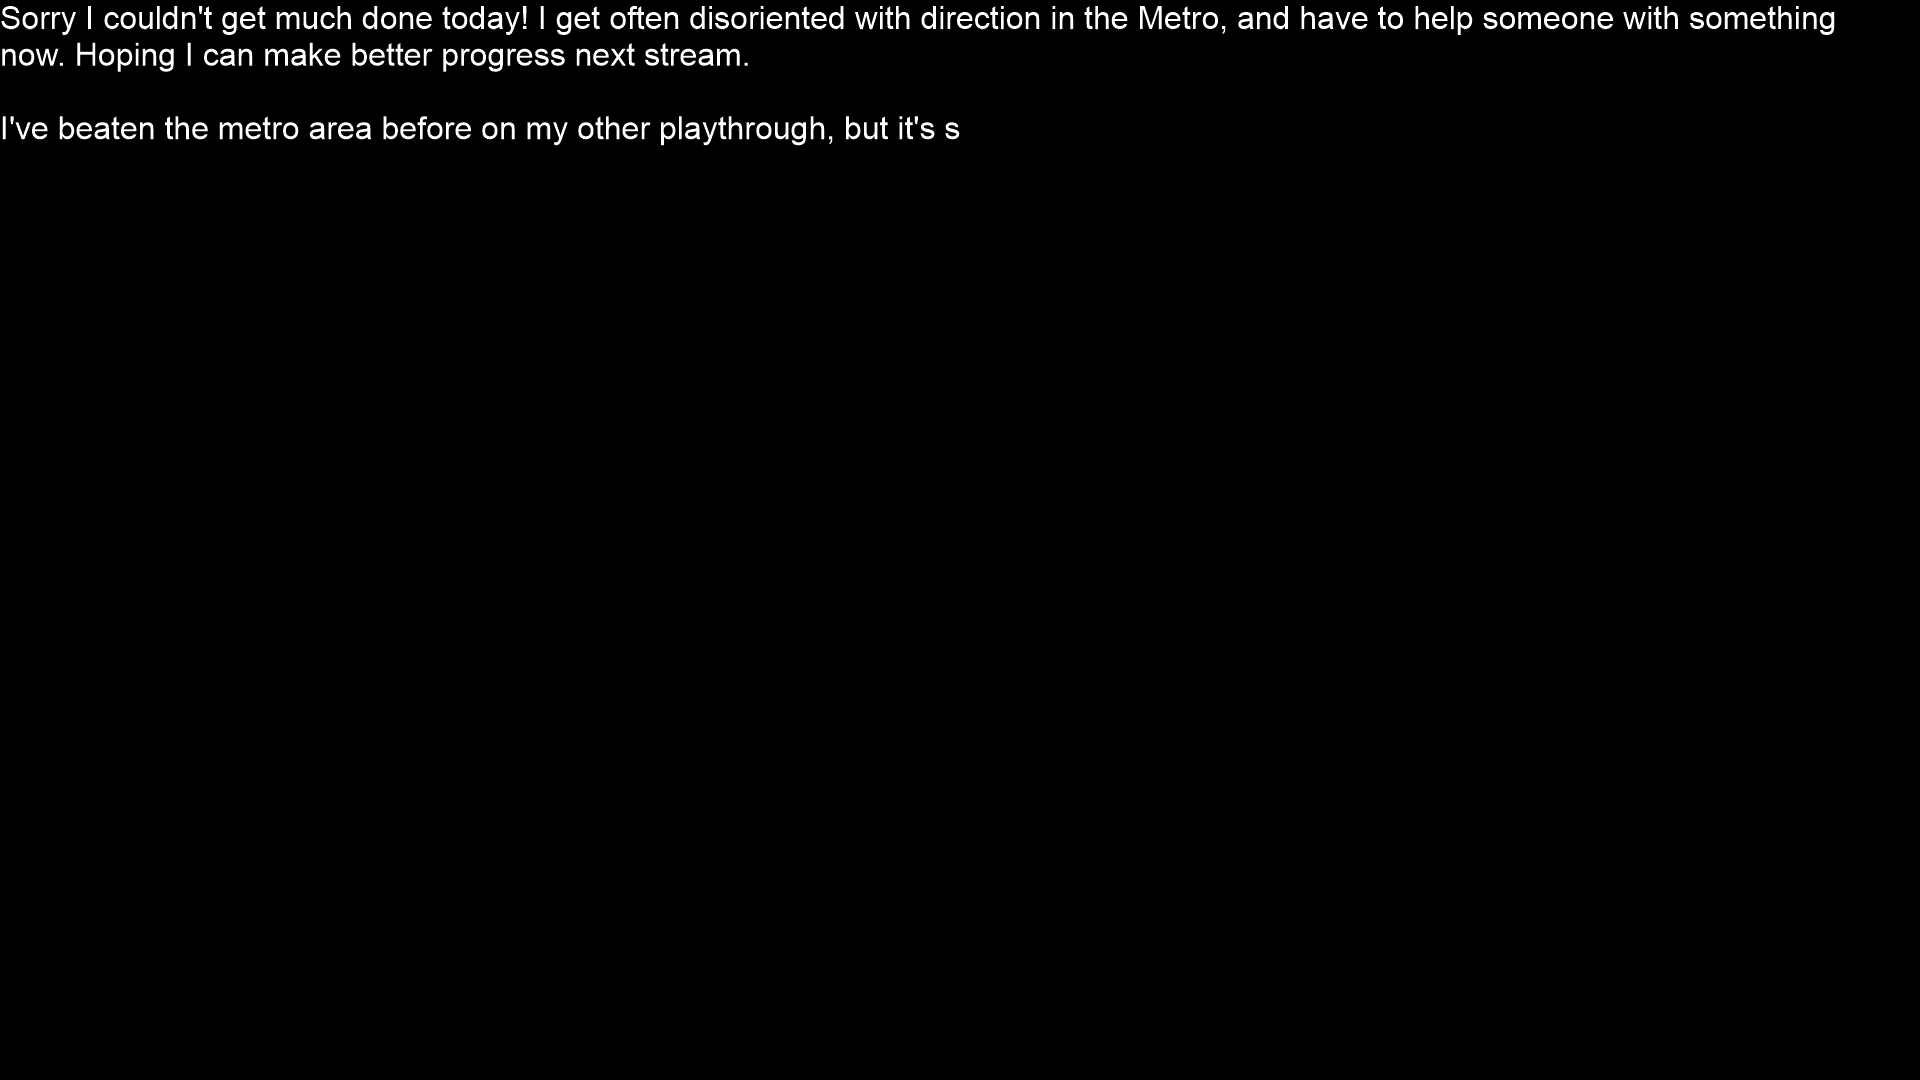 Sorry I couldn't get much done today! I get often disoriented with direction in the Metro, and have to help someone with something
now. Hoping I can make better progress next stream.
I've beaten the metro area before on my other playthrough, but it's s